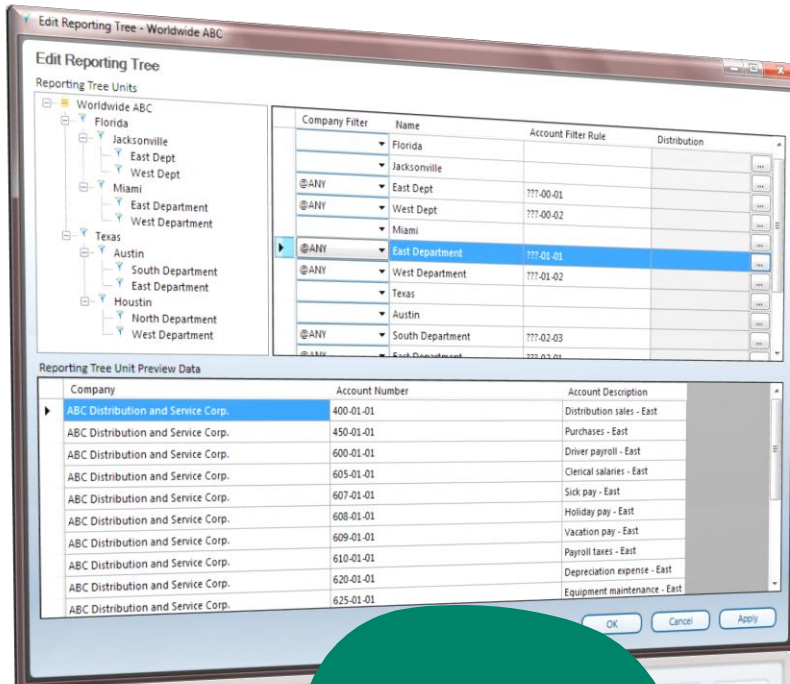 Edit Reporting Tree - Worldwide ABC
Edit Reporting Tree
Reporting Tree Units
Worldwide ABC
Florida
Jacksonville
East Dept
West Dept
Miami
East Department
West Department
Texas
Austin
South Department
East Department
Houstin
North Department
West Department
Company Filter Name Account Filter Rule Distribution
Florida ...
Jacksonville ...
@ANY East Dept ???-00-01 ...
@ANY West Dept ???-00-02 ...
Miami ...
@ANY East Department ???-01-01 ...
@ANY West Department ???-01-02 ...
Texas ...
Austin ...
@ANY South Department ???-02-03 ...
@ANY East Department ???-02-01
Reporting Tree Unit Preview Data
Company Account Number Account Description
ABC Distribution and Service Corp. 400-01-01 Distribution sales - East
ABC Distribution and Service Corp. 450-01-01 Purchases - East
ABC Distribution and Service Corp. 600-01-01 Driver payroll - East
ABC Distribution and Service Corp. 605-01-01 Clerical salaries - East
ABC Distribution and Service Corp. 607-01-01 Sick pay - East
ABC Distribution and Service Corp. 608-01-01 Holiday pay - East
ABC Distribution and Service Corp. 609-01-01 Vacation pay - East
ABC Distribution and Service Corp. 610-01-01 Payroll taxes - East
ABC Distribution and Service Corp. 620-01-01 Depreciation expense - East
ABC Distribution and Service Corp. 625-01-01 Equipment maintenance - East
OK Cancel Apply